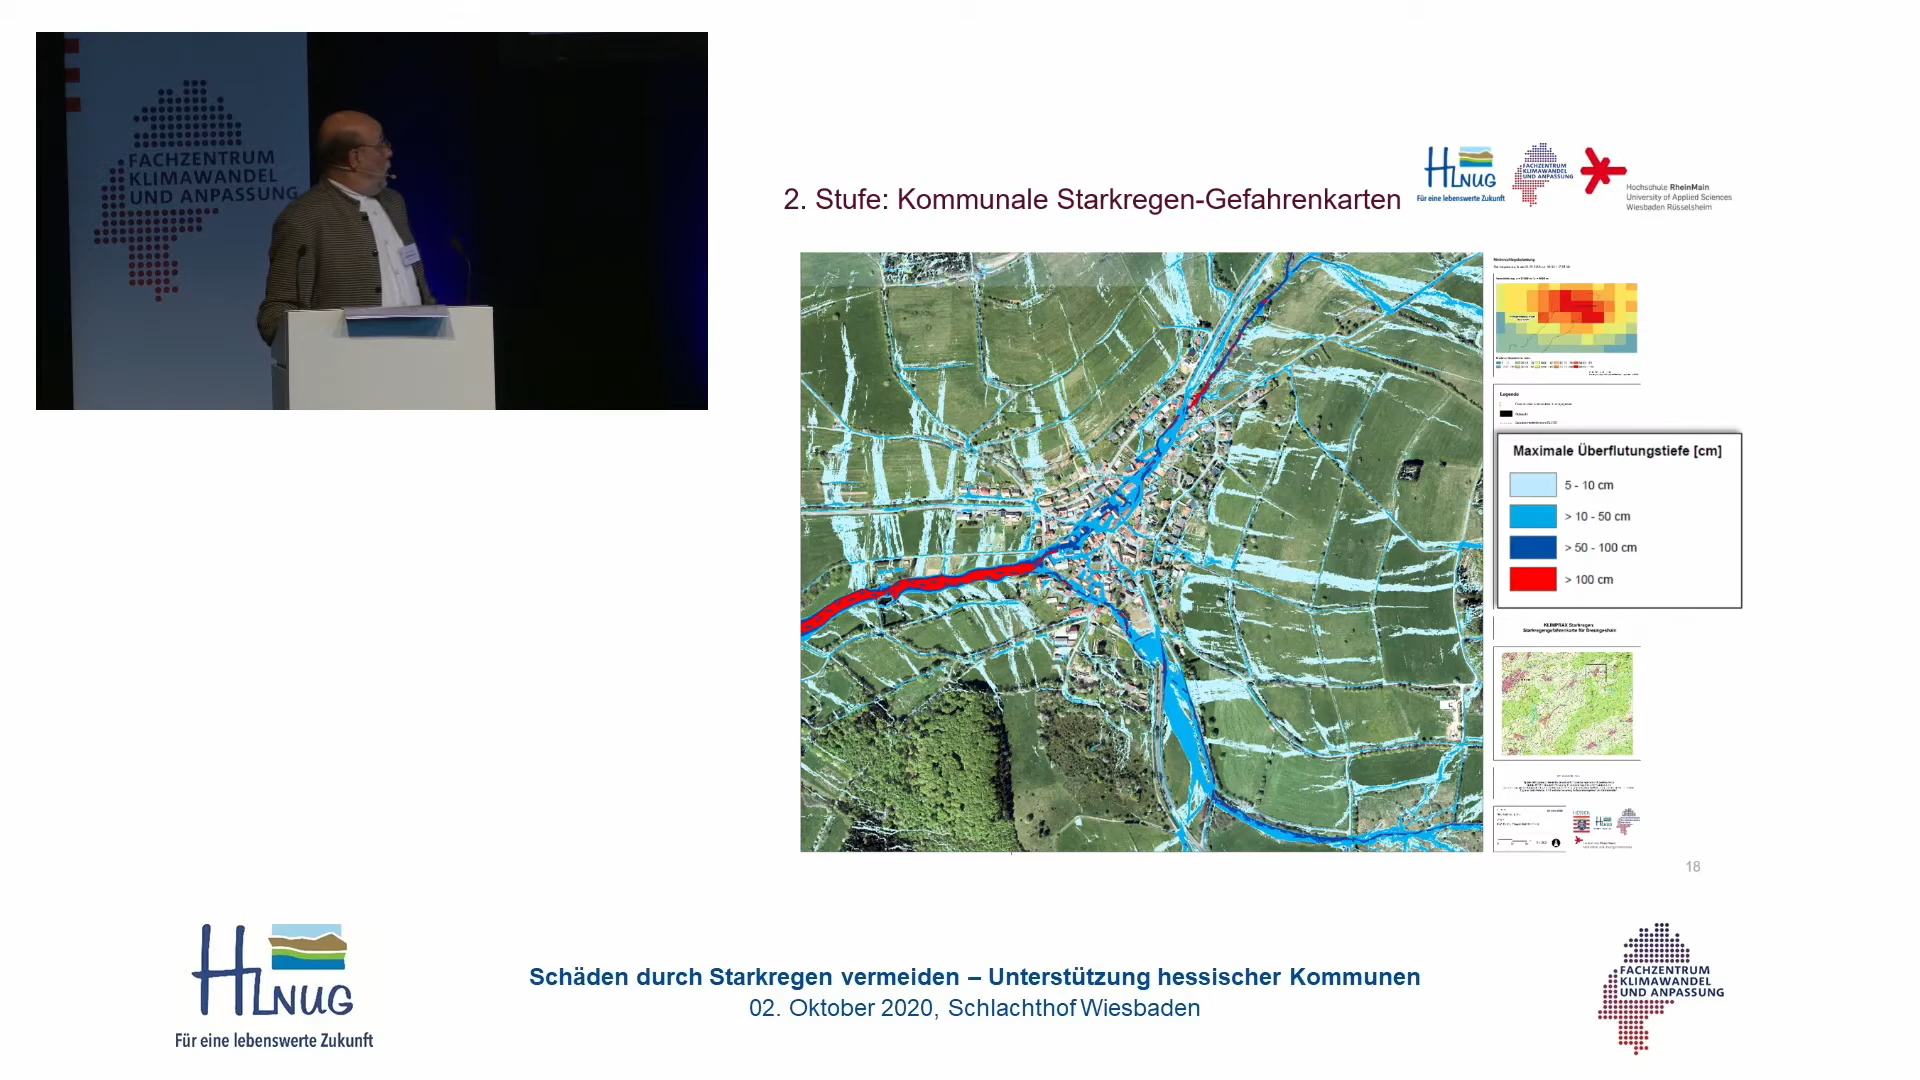 FACHZENTRUM
KLIMAWANDEL
UND ANPASSUNG
2. Stufe: Kommunale Starkregen-Gefahrenkarten
HLNUG
Für eine lebenswerte Zukunft
FACHZENTRUM
KLIMAWANDEL
UND ANPASSUNG
Hochschule RheinMain
University of Applied Sciences
Wiesbaden Rüsselsheim
Legende
Maximale Überflutungstiefe [cm]
5 - 10 cm
> 10 - 50 cm
> 50 - 100 cm
> 100 cm
KLIMPRAX Starkregen:
18
HLNUG
Für eine lebenswerte Zukunft
Schäden durch Starkregen vermeiden – Unterstützung hessischer Kommunen
02. Oktober 2020, Schlachthof Wiesbaden
FACHZENTRUM
KLIMAWANDEL
UND ANPASSUNG